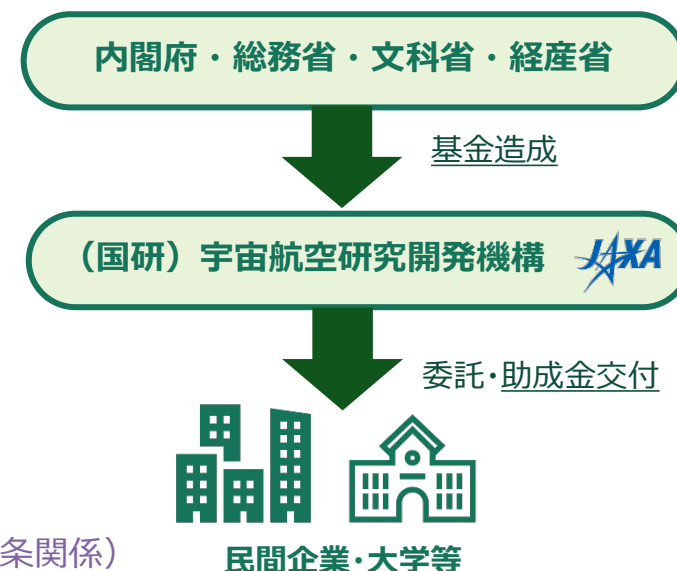 内閣府・総務省・文科省・経産省
基金造成
（国研）宇宙航空研究開発機構 JAXA
委託・助成金交付
条関係）
民間企業・大学等